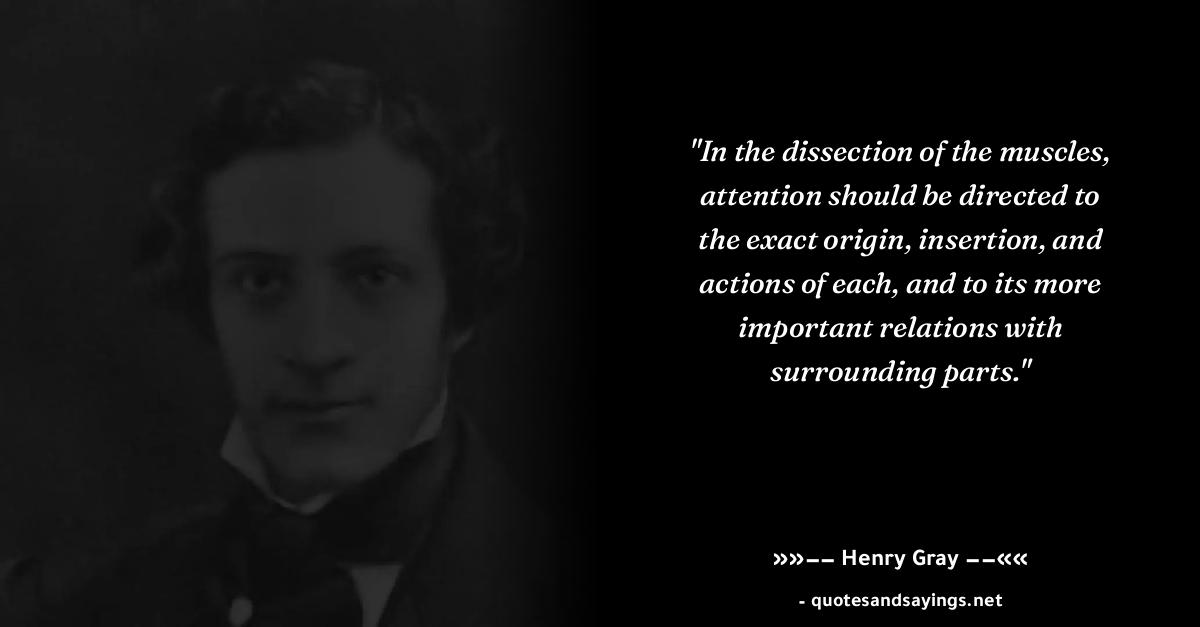 "In the dissection of the muscles,
attention should be directed to
the exact origin, insertion, and
actions of each, and to its more
important relations with
surrounding parts."
»»–– Henry Gray ––««
- quotesandsayings.net